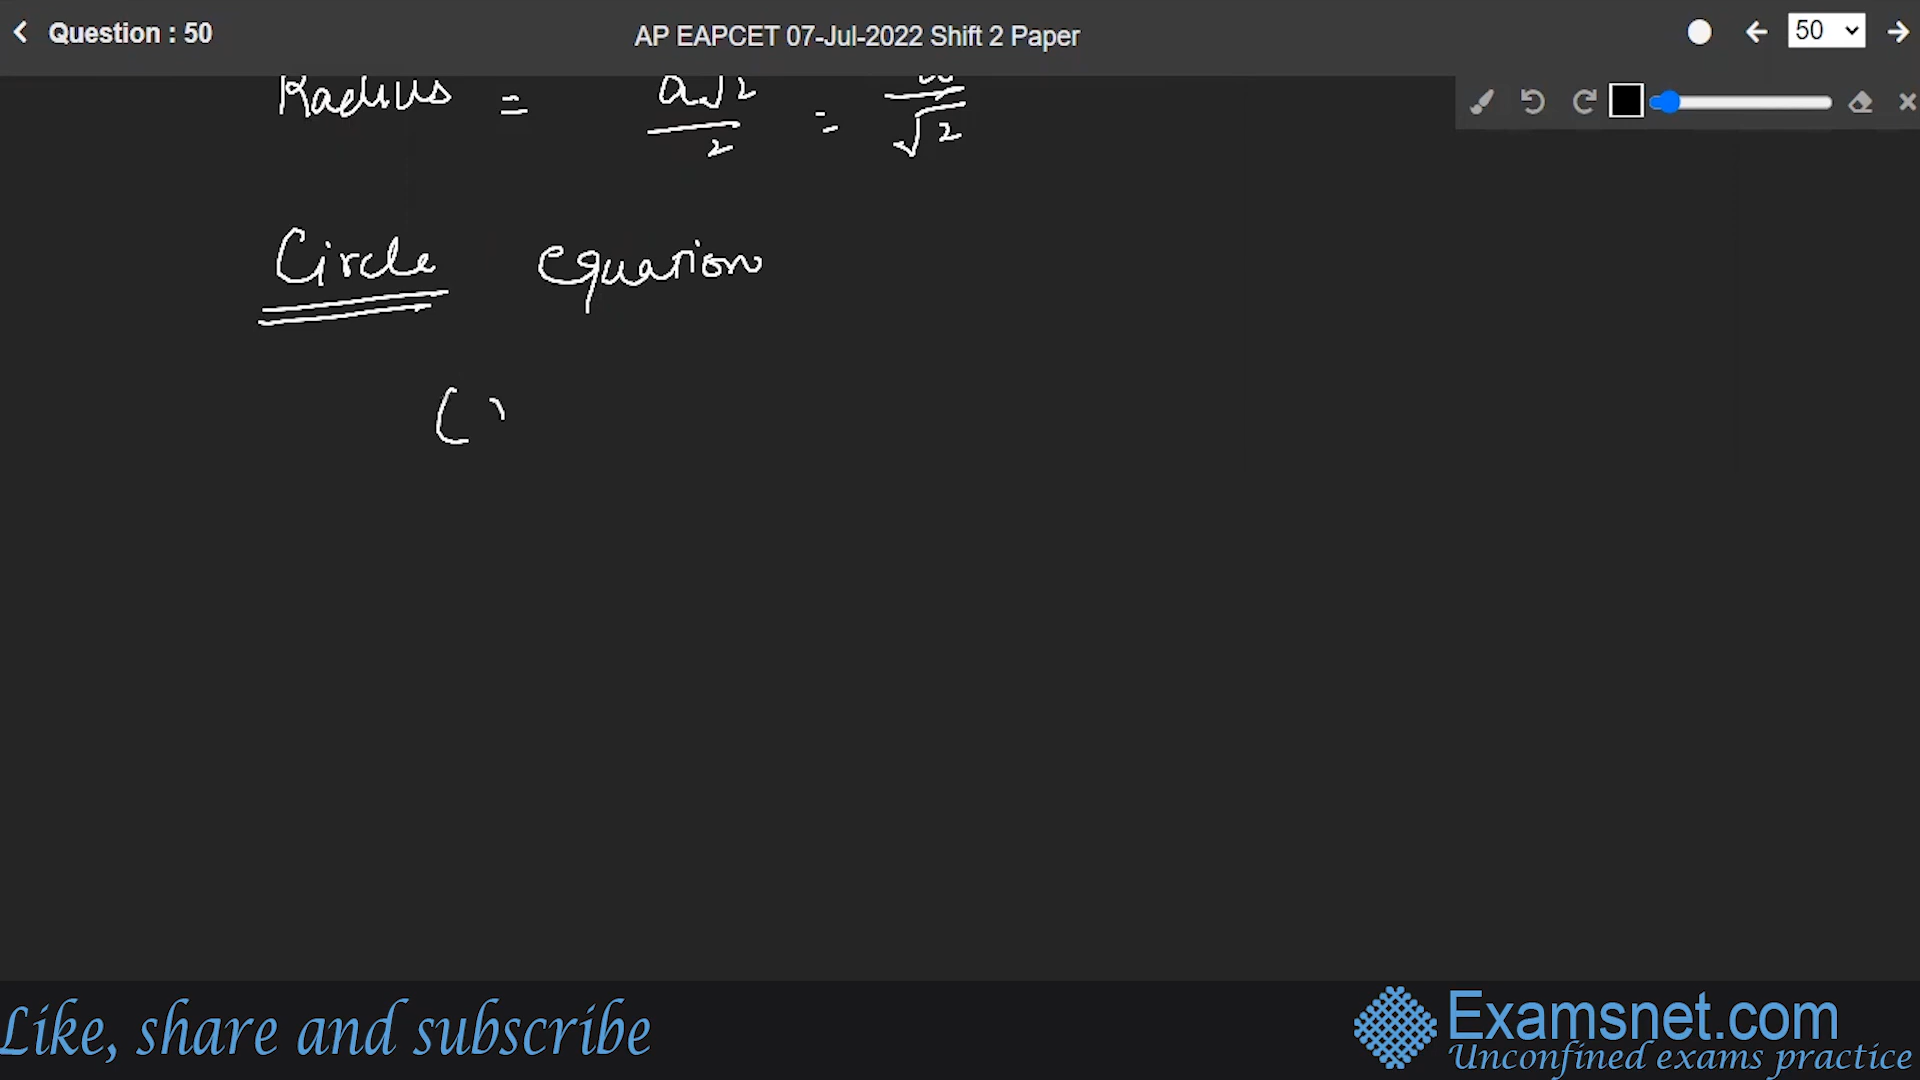 Question : 50
AP EAPCET 07-Jul-2022 Shift 2 Paper
50
Radius = a√2 / 2 = a / √2
Circle equation
(
Like, share and subscribe
Examsnet.com
Unconfined exams practice